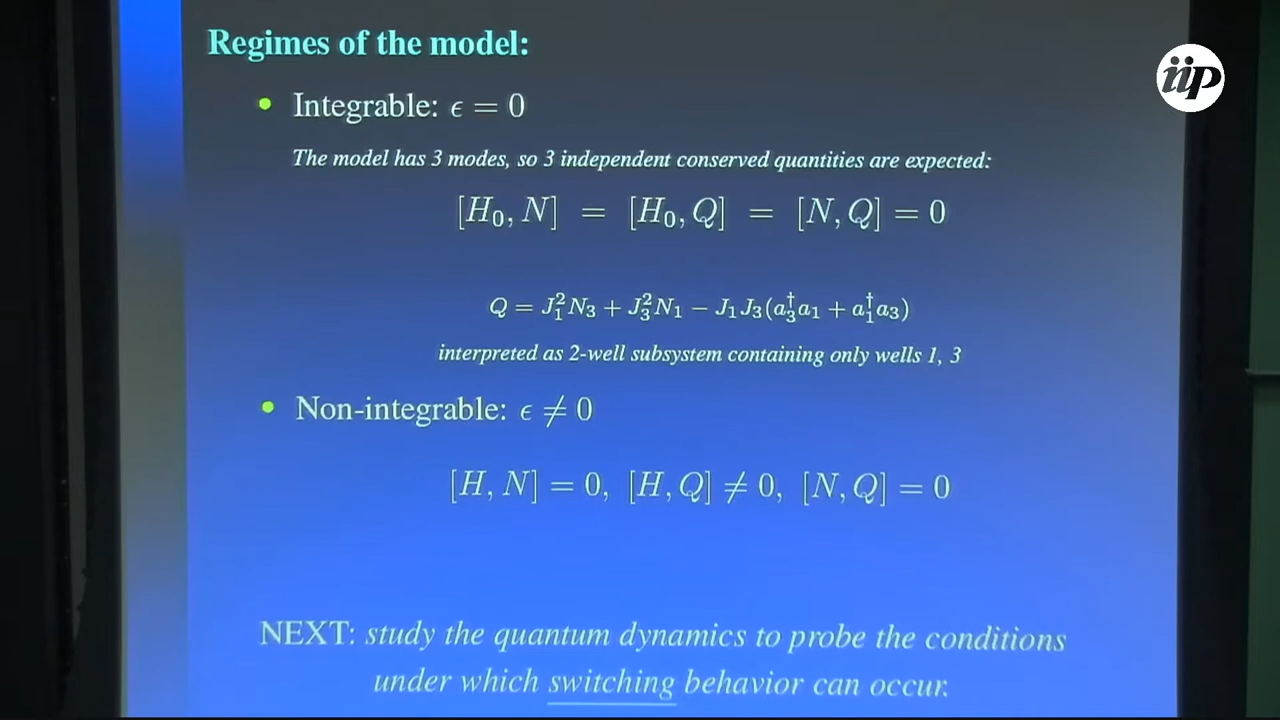 iip
Regimes of the model:
• Integrable: ϵ = 0
The model has 3 modes, so 3 independent conserved quantities are expected:
[H₀, N] = [H₀, Q] = [N, Q] = 0
Q = J₁²N₃ + J₃²N₁ − J₁J₃(a₃†a₁ + a₁†a₃)
interpreted as 2-well subsystem containing only wells 1, 3
• Non-integrable: ϵ ≠ 0
[H, N] = 0, [H, Q] ≠ 0, [N, Q] = 0
NEXT: study the quantum dynamics to probe the conditions
under which switching behavior can occur.